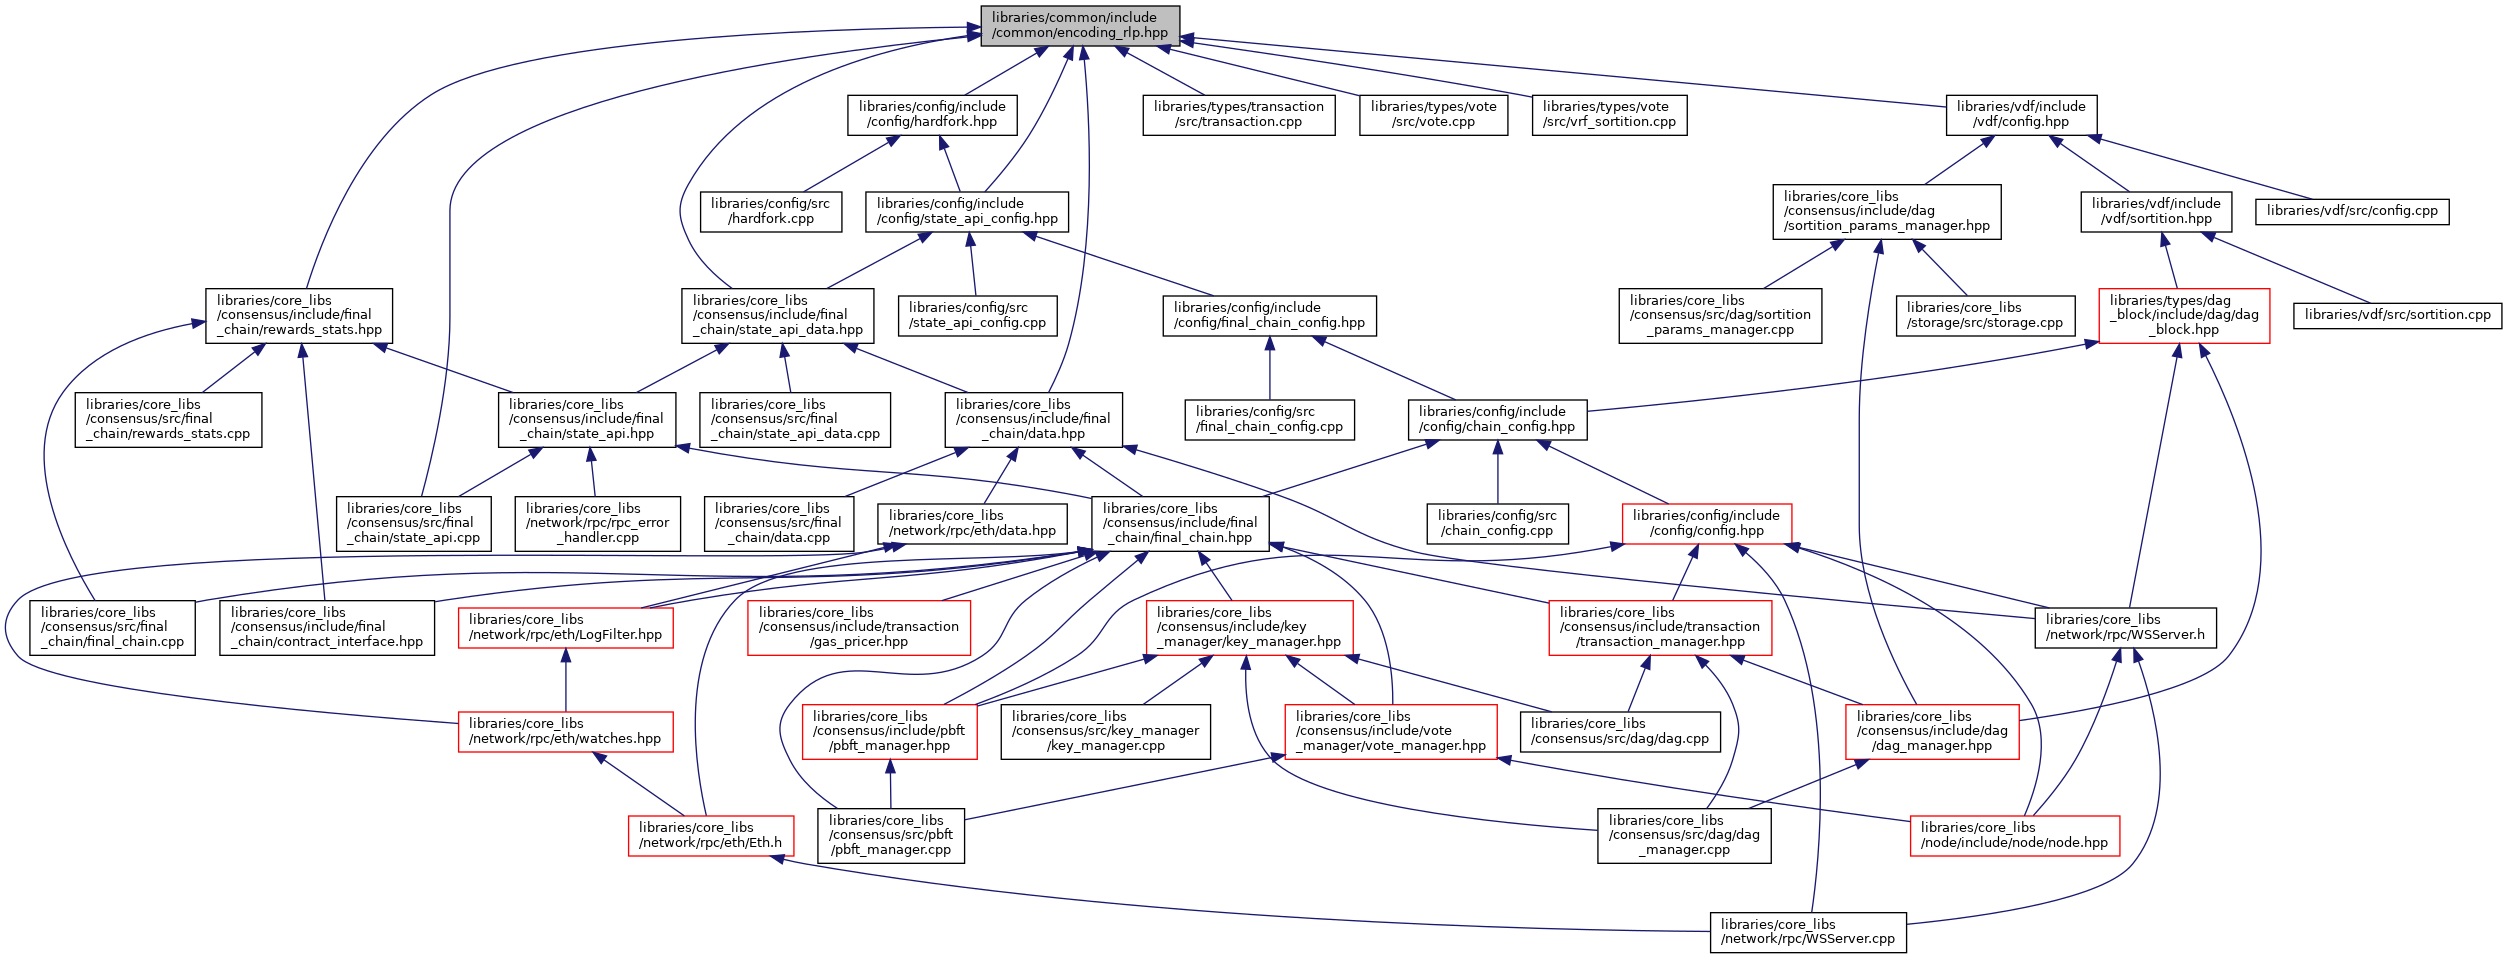 libraries/common/include
/common/encoding_rlp.hpp
libraries/config/include
/config/hardfork.hpp
libraries/types/transaction
/src/transaction.cpp
libraries/types/vote
/src/vote.cpp
libraries/types/vote
/src/vrf_sortition.cpp
libraries/vdf/include
/vdf/config.hpp
libraries/config/src
/hardfork.cpp
libraries/config/include
/config/state_api_config.hpp
libraries/core_libs
/consensus/include/dag
/sortition_params_manager.hpp
libraries/vdf/include
/vdf/sortition.hpp
libraries/vdf/src/config.cpp
libraries/core_libs
/consensus/include/final
_chain/rewards_stats.hpp
libraries/core_libs
/consensus/include/final
_chain/state_api_data.hpp
libraries/config/src
/state_api_config.cpp
libraries/config/include
/config/final_chain_config.hpp
libraries/core_libs
/consensus/src/dag/sortition
_params_manager.cpp
libraries/core_libs
/storage/src/storage.cpp
libraries/types/dag
_block/include/dag/dag
_block.hpp
libraries/vdf/src/sortition.cpp
libraries/core_libs
/consensus/src/final
_chain/rewards_stats.cpp
libraries/core_libs
/consensus/include/final
_chain/state_api.hpp
libraries/core_libs
/consensus/src/final
_chain/state_api_data.cpp
libraries/core_libs
/consensus/include/final
_chain/data.hpp
libraries/config/src
/final_chain_config.cpp
libraries/config/include
/config/chain_config.hpp
libraries/core_libs
/consensus/src/final
_chain/state_api.cpp
libraries/core_libs
/network/rpc/rpc_error
_handler.cpp
libraries/core_libs
/consensus/src/final
_chain/data.cpp
libraries/core_libs
/network/rpc/eth/data.hpp
libraries/core_libs
/consensus/include/final
_chain/final_chain.hpp
libraries/config/src
/chain_config.cpp
libraries/config/include
/config/config.hpp
libraries/core_libs
/consensus/src/final
_chain/final_chain.cpp
libraries/core_libs
/consensus/include/final
_chain/contract_interface.hpp
libraries/core_libs
/network/rpc/eth/LogFilter.hpp
libraries/core_libs
/consensus/include/transaction
/gas_pricer.hpp
libraries/core_libs
/consensus/include/key
_manager/key_manager.hpp
libraries/core_libs
/consensus/include/transaction
/transaction_manager.hpp
libraries/core_libs
/network/rpc/WSServer.h
libraries/core_libs
/network/rpc/eth/watches.hpp
libraries/core_libs
/consensus/include/pbft
/pbft_manager.hpp
libraries/core_libs
/consensus/src/key_manager
/key_manager.cpp
libraries/core_libs
/consensus/include/vote
_manager/vote_manager.hpp
libraries/core_libs
/consensus/src/dag/dag.cpp
libraries/core_libs
/consensus/include/dag
/dag_manager.hpp
libraries/core_libs
/network/rpc/eth/Eth.h
libraries/core_libs
/consensus/src/pbft
/pbft_manager.cpp
libraries/core_libs
/consensus/src/dag/dag
_manager.cpp
libraries/core_libs
/node/include/node/node.hpp
libraries/core_libs
/network/rpc/WSServer.cpp